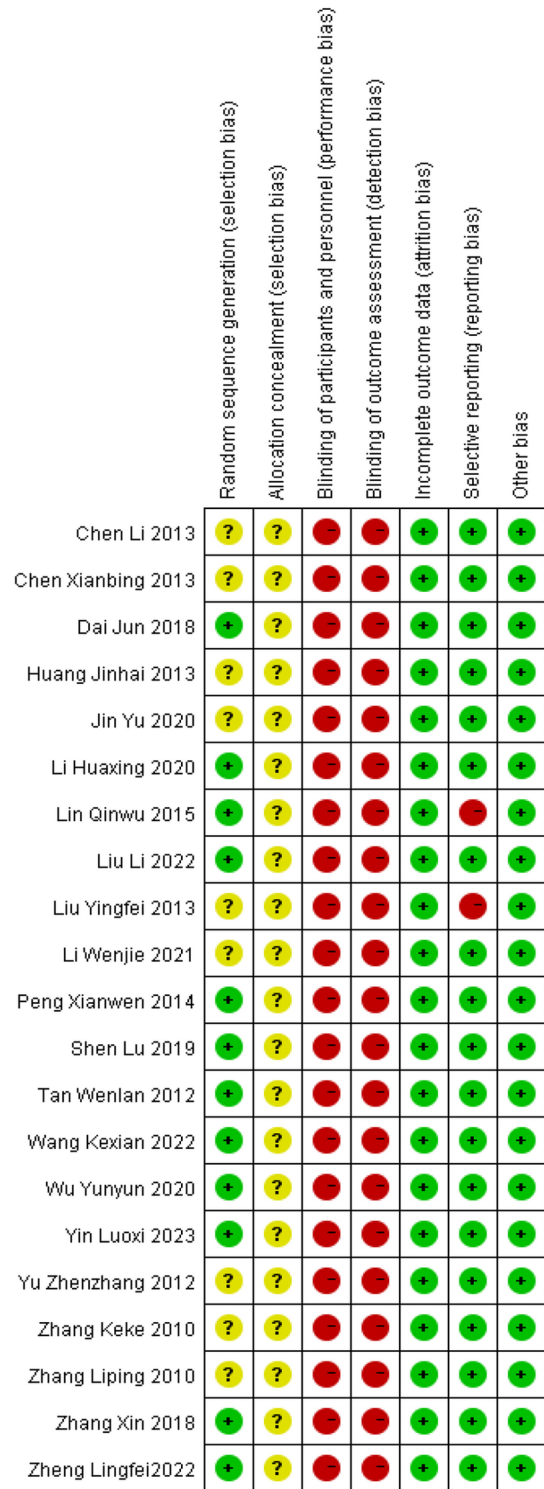 Random sequence generation (selection bias)
Allocation concealment (selection bias)
Blinding of participants and personnel (performance bias)
Blinding of outcome assessment (detection bias)
Incomplete outcome data (attrition bias)
Selective reporting (reporting bias)
Other bias
Chen Li 2013 ? ? - - + + +
Chen Xianbing 2013 ? ? - - + + +
Dai Jun 2018 + ? - - + + +
Huang Jinhai 2013 ? ? - - + + +
Jin Yu 2020 ? ? - - + + +
Li Huaxing 2020 + ? - - + + +
Lin Qinwu 2015 + ? - - + - +
Liu Li 2022 + ? - - + + +
Liu Yingfei 2013 ? ? - - + - +
Li Wenjie 2021 ? ? - - + + +
Peng Xianwen 2014 + ? - - + + +
Shen Lu 2019 + ? - - + + +
Tan Wenlan 2012 + ? - - + + +
Wang Kexian 2022 + ? - - + + +
Wu Yunyun 2020 + ? - - + + +
Yin Luoxi 2023 + ? - - + + +
Yu Zhenzhang 2012 ? ? - - + + +
Zhang Keke 2010 ? ? - - + + +
Zhang Liping 2010 ? ? - - + + +
Zhang Xin 2018 + ? - - + + +
Zheng Lingfei2022 + ? - - + + +